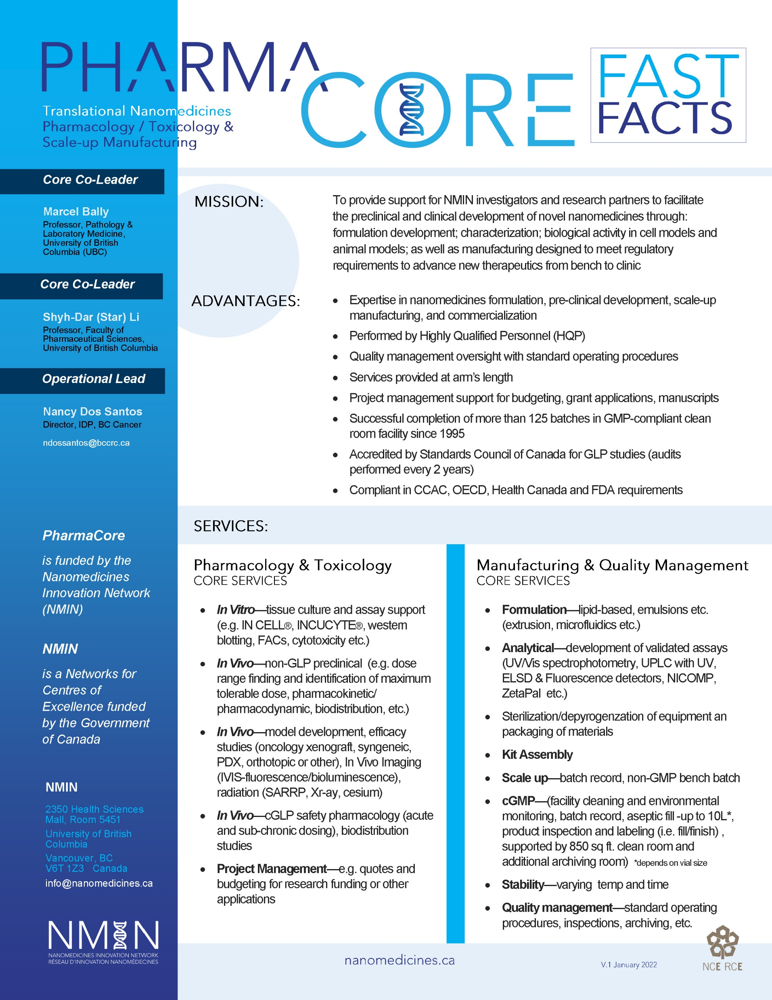 PHARMA
CORE
FAST
FACTS
Translational Nanomedicines
Pharmacology / Toxicology &
Scale-up Manufacturing
Core Co-Leader
Marcel Bally
Professor, Pathology &
Laboratory Medicine,
University of British
Columbia (UBC)
Core Co-Leader
Shyh-Dar (Star) Li
Professor, Faculty of
Pharmaceutical Sciences,
University of British Columbia
Operational Lead
Nancy Dos Santos
Director, IDP, BC Cancer
ndossantos@bccrc.ca
PharmaCore
is funded by the
Nanomedicines
Innovation Network
(NMIN)
NMIN
is a Networks for
Centres of
Excellence funded
by the Government
of Canada
NMIN
2350 Health Sciences
Mall, Room 5451
University of British
Columbia
Vancouver, BC
V6T 1Z3 Canada
info@nanomedicines.ca
NMIN
NANOMEDICINES INNOVATION NETWORK
RÉSEAU D'INNOVATION NANOMÉDECINES
MISSION:
To provide support for NMIN investigators and research partners to facilitate
the preclinical and clinical development of novel nanomedicines through:
formulation development; characterization; biological activity in cell models and
animal models; as well as manufacturing designed to meet regulatory
requirements to advance new therapeutics from bench to clinic
ADVANTAGES:
• Expertise in nanomedicines formulation, pre-clinical development, scale-up
manufacturing, and commercialization
• Performed by Highly Qualified Personnel (HQP)
• Quality management oversight with standard operating procedures
• Services provided at arm's length
• Project management support for budgeting, grant applications, manuscripts
• Successful completion of more than 125 batches in GMP-compliant clean
room facility since 1995
• Accredited by Standards Council of Canada for GLP studies (audits
performed every 2 years)
• Compliant in CCAC, OECD, Health Canada and FDA requirements
SERVICES:
Pharmacology & Toxicology
CORE SERVICES
• In Vitro—tissue culture and assay support
(e.g. IN CELL®, INCUCYTE®, western
blotting, FACs, cytotoxicity etc.)
• In Vivo—non-GLP preclinical (e.g. dose
range finding and identification of maximum
tolerable dose, pharmacokinetic/
pharmacodynamic, biodistribution, etc.)
• In Vivo—model development, efficacy
studies (oncology xenograft, syngeneic,
PDX, orthotopic or other), In Vivo Imaging
(IVIS-fluorescence/bioluminescence),
radiation (SARRP, Xr-ay, cesium)
• In Vivo—cGLP safety pharmacology (acute
and sub-chronic dosing), biodistribution
studies
• Project Management—e.g. quotes and
budgeting for research funding or other
applications
Manufacturing & Quality Management
CORE SERVICES
• Formulation—lipid-based, emulsions etc.
(extrusion, microfluidics etc.)
• Analytical—development of validated assays
(UV/Vis spectrophotometry, UPLC with UV,
ELSD & Fluorescence detectors, NICOMP,
ZetaPal etc.)
• Sterilization/depyrogenzation of equipment an
packaging of materials
• Kit Assembly
• Scale up—batch record, non-GMP bench batch
• cGMP—(facility cleaning and environmental
monitoring, batch record, aseptic fill -up to 10L*,
product inspection and labeling (i.e. fill/finish) ,
supported by 850 sq ft. clean room and
additional archiving room) *depends on vial size
• Stability—varying temp and time
• Quality management—standard operating
procedures, inspections, archiving, etc.
nanomedicines.ca
V.1 January 2022
NCE RCE